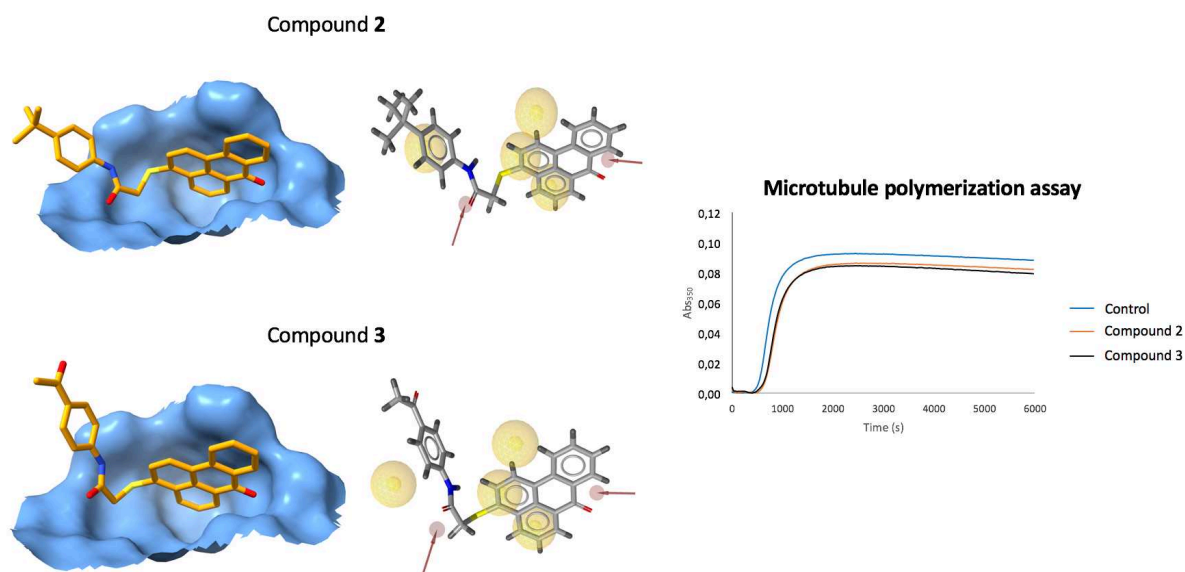 Compound 2
Compound 3
Microtubule polymerization assay
0,12
0,10
0,08
0,06
0,04
0,02
0,00
Abs350
0 1000 2000 3000 4000 5000 6000
Time (s)
Control
Compound 2
Compound 3